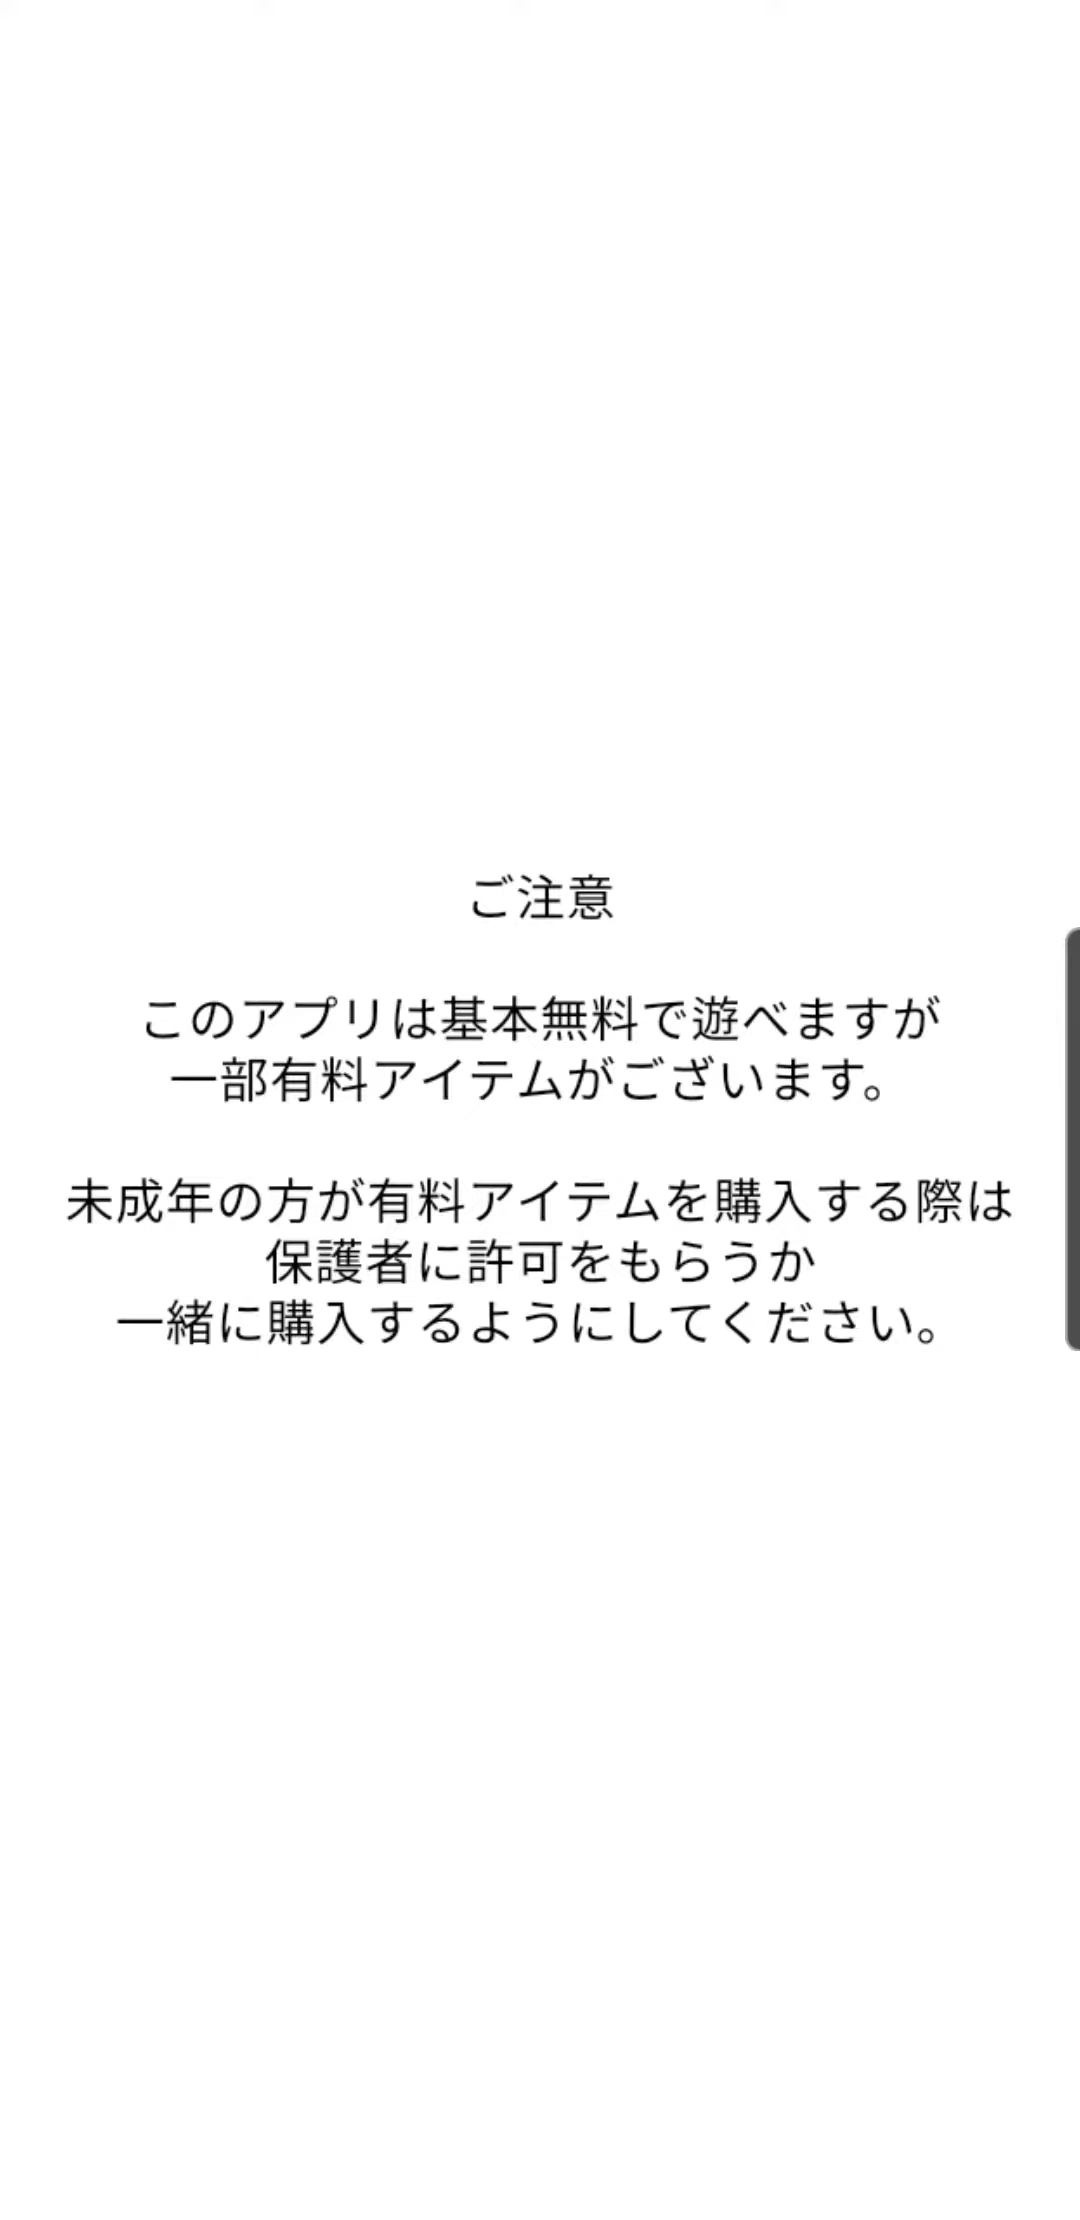 ご注意
このアプリは基本無料で遊べますが
一部有料アイテムがございます。
未成年の方が有料アイテムを購入する際は
保護者に許可をもらうか
一緒に購入するようにしてください。